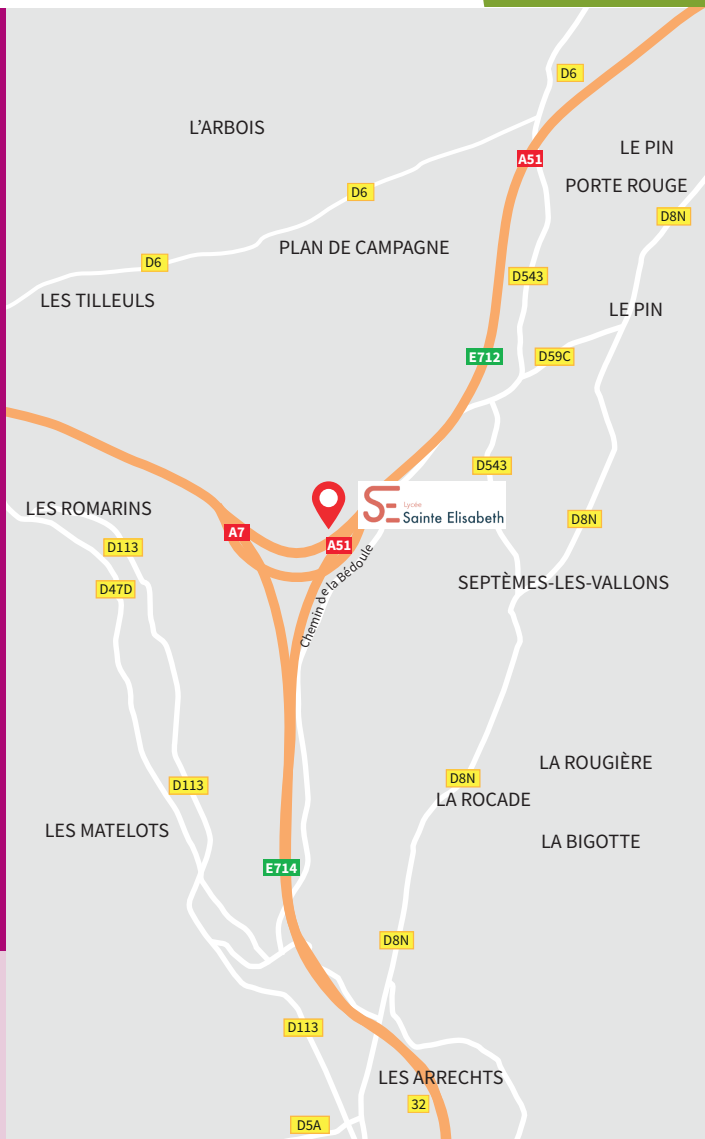 D6
L'ARBOIS
LE PIN
A51
PORTE ROUGE
D6
D8N
PLAN DE CAMPAGNE
D6
D543
LES TILLEULS
LE PIN
E712
D59C
D543
Lycée
Sainte Elisabeth
LES ROMARINS
D8N
A7
A51
D113
Chemin de la Bédoule
D47D
SEPTÈMES-LES-VALLONS
LA ROUGIÈRE
D8N
D113
LA ROCADE
LES MATELOTS
LA BIGOTTE
E714
D8N
D113
LES ARRECHTS
32
D5A